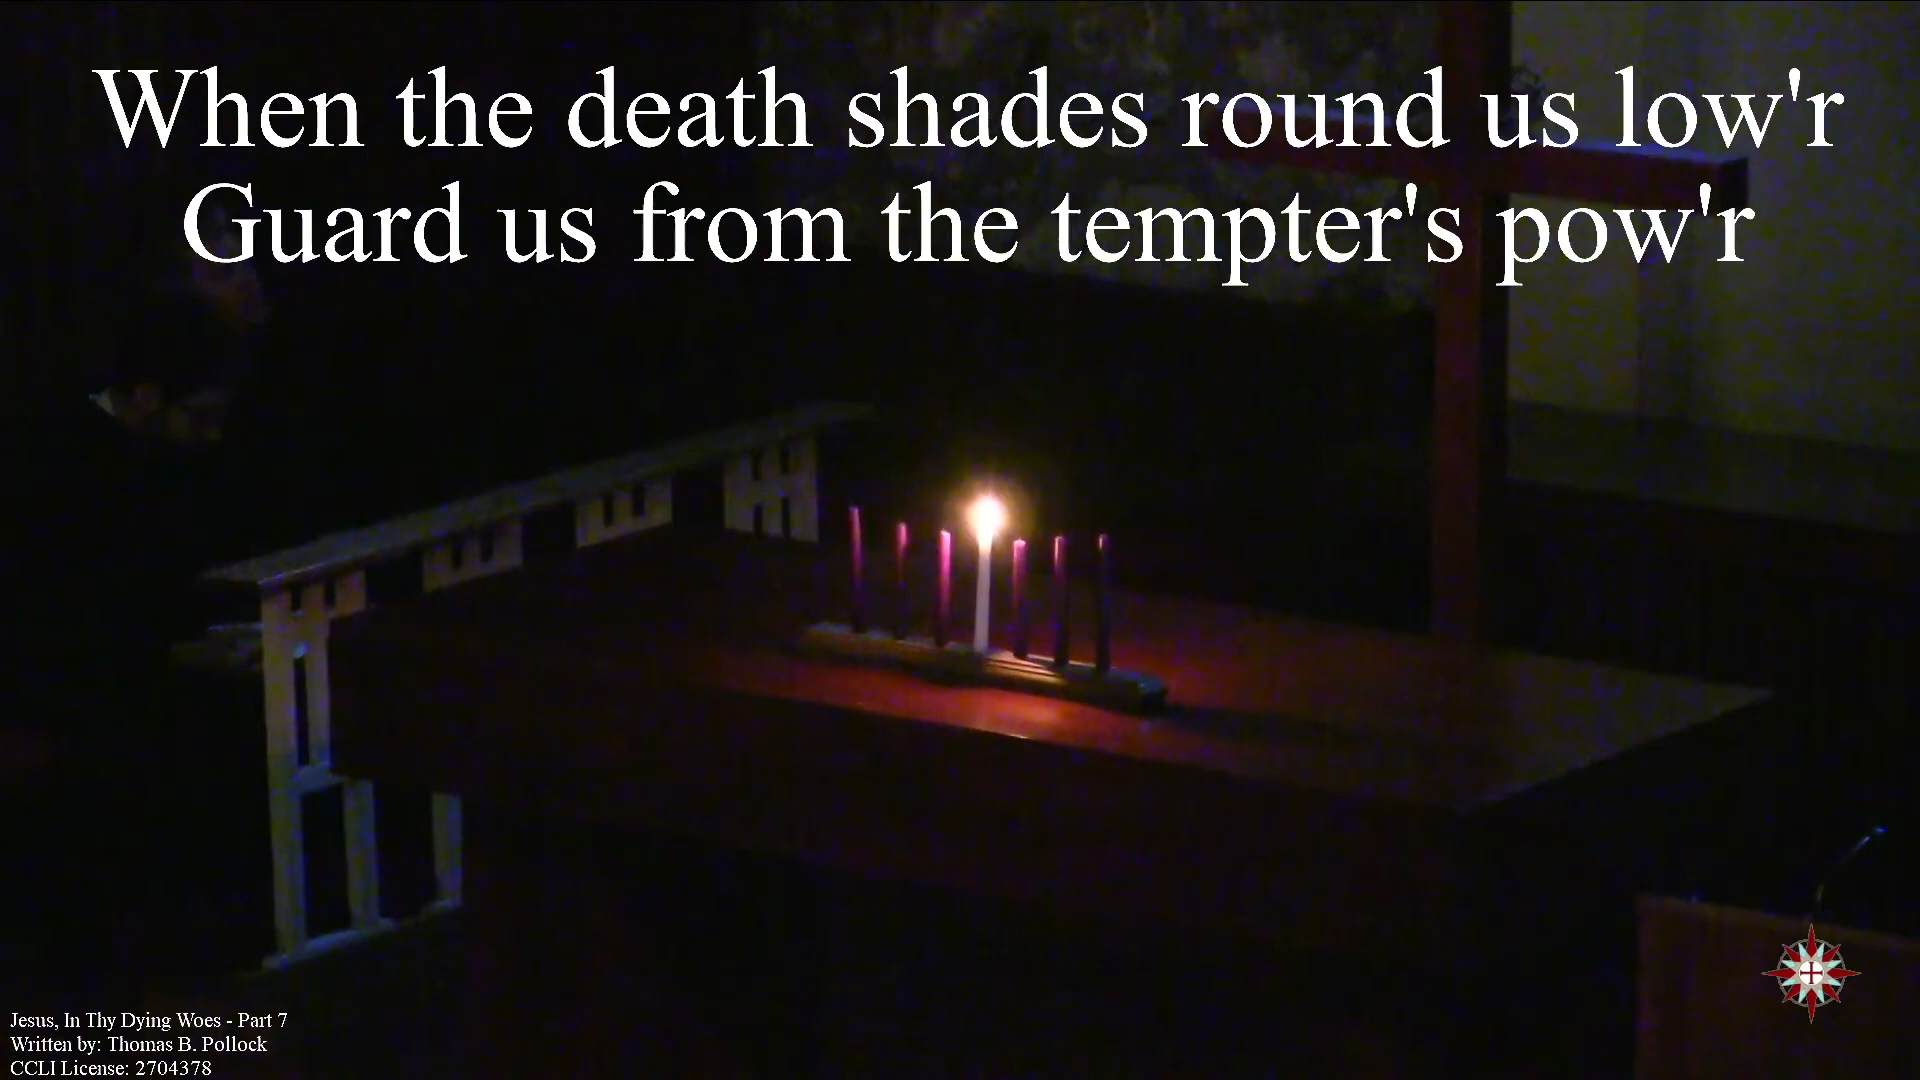 When the death shades round us low'r
Guard us from the tempter's pow'r
Jesus, In Thy Dying Woes - Part 7
Written by: Thomas B. Pollock
CCLI License: 2704378